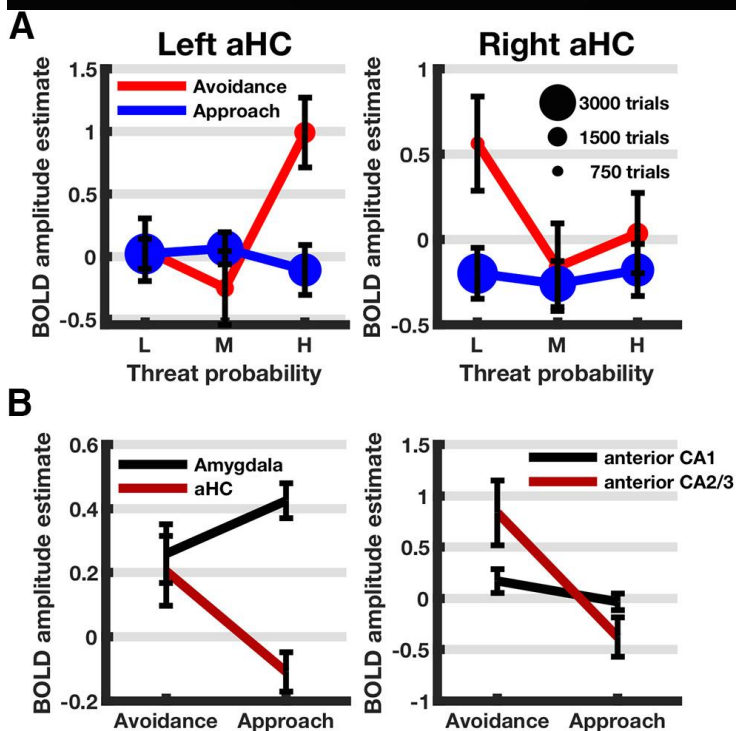 A
Left aHC
BOLD amplitude estimate
1.5
1
0.5
0
-0.5
Avoidance
Approach
L M H
Threat probability
Right aHC
BOLD amplitude estimate
1
0.5
0
-0.5
3000 trials
1500 trials
750 trials
L M H
Threat probability
B
BOLD amplitude estimate
0.6
0.4
0.2
0
-0.2
Amygdala
aHC
Avoidance Approach
BOLD amplitude estimate
1.5
1
0.5
0
-0.5
-1
anterior CA1
anterior CA2/3
Avoidance Approach